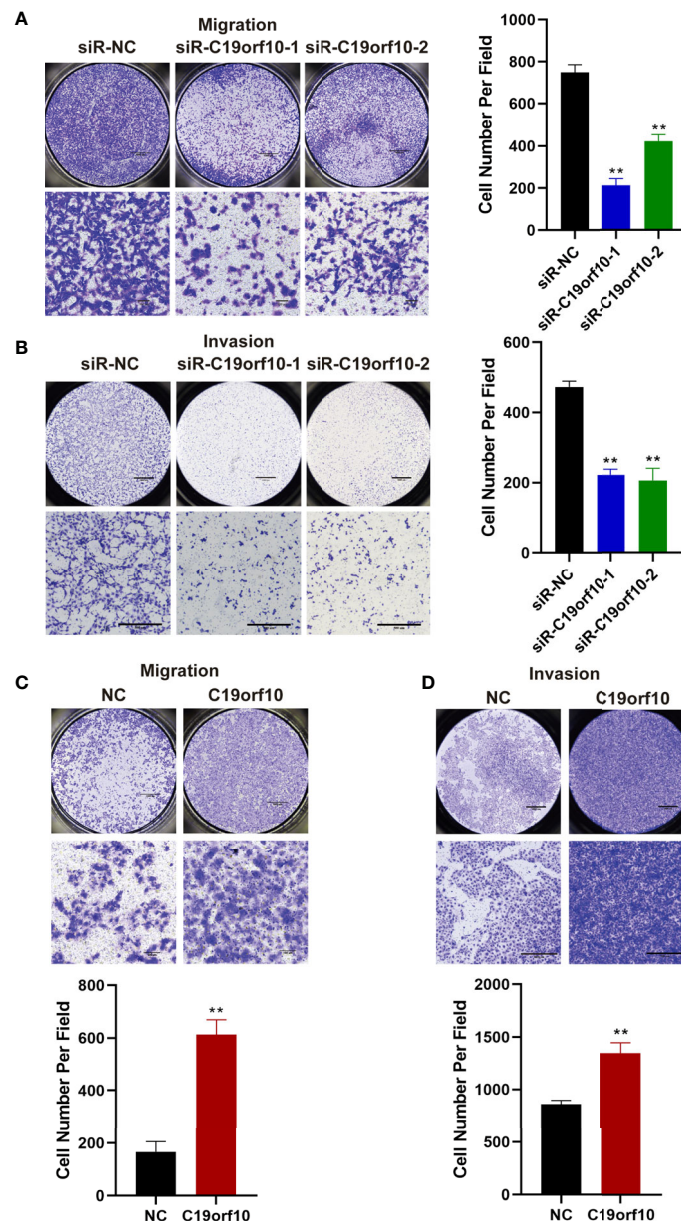 A
Migration
siR-NC siR-C19orf10-1 siR-C19orf10-2
Cell Number Per Field
1000
800
600
400
200
0
**
**
siR-NC
siR-C19orf10-1
siR-C19orf10-2
B
Invasion
siR-NC siR-C19orf10-1 siR-C19orf10-2
Cell Number Per Field
600
400
200
0
**
**
siR-NC
siR-C19orf10-1
siR-C19orf10-2
C
Migration
NC C19orf10
Cell Number Per Field
800
600
400
200
0
**
NC C19orf10
D
Invasion
NC C19orf10
Cell Number Per Field
2000
1500
1000
500
0
**
NC C19orf10